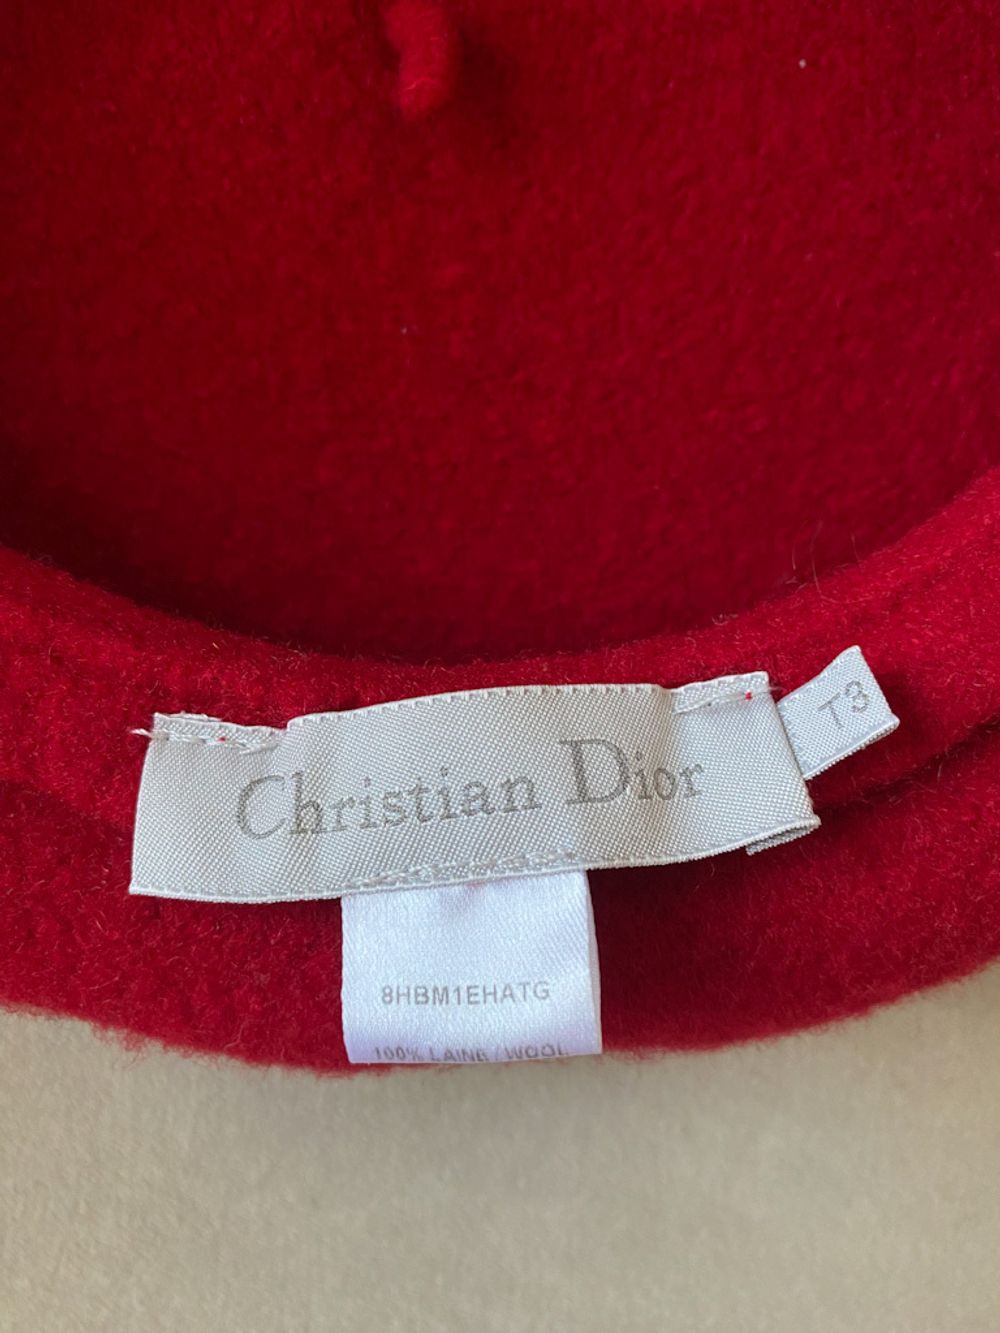 Christian Dior
T3
8HBM1EHATG
100% LAINE / WOOL